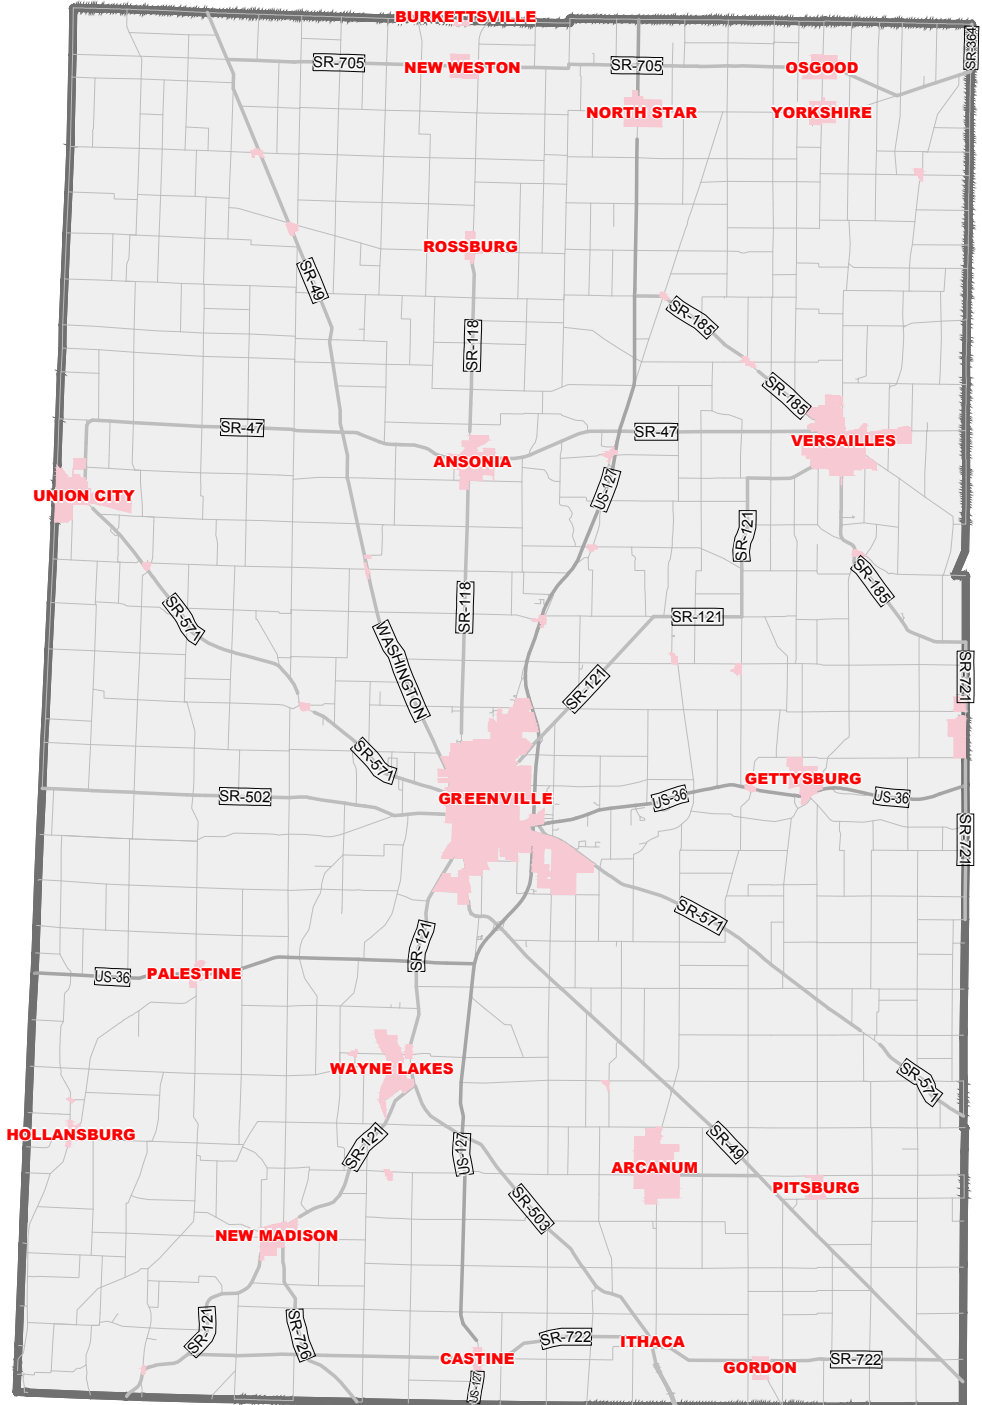 BURKETTSVILLE
SR-364
SR-705
NEW WESTON
SR-705
OSGOOD
NORTH STAR
YORKSHIRE
ROSSBURG
SR-49
SR-118
SR-185
SR-185
SR-47
SR-47
VERSAILLES
ANSONIA
UNION CITY
US-127
SR-121
SR-185
SR-118
SR-571
SR-121
WASHINGTON
SR-121
SR-721
SR-571
GETTYSBURG
SR-502
GREENVILLE
US-36
US-36
SR-721
SR-571
SR-121
US-36
PALESTINE
WAYNE LAKES
SR-571
HOLLANSBURG
SR-121
US-127
SR-49
ARCANUM
PITSBURG
SR-503
NEW MADISON
SR-121
SR-726
SR-722
ITHACA
CASTINE
GORDON
SR-722
US-127